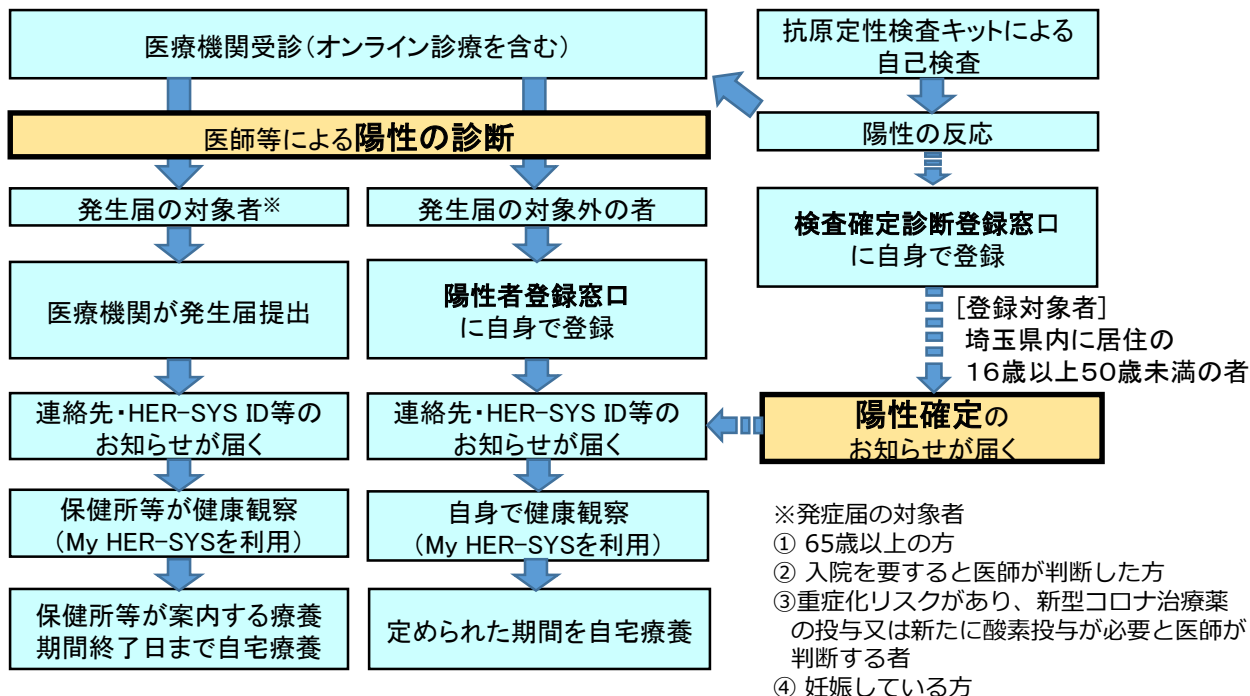 医療機関受診(オンライン診療を含む)
医師等による陽性の診断
発生届の対象者※
医療機関が発生届提出
連絡先・HER-SYS ID等の
お知らせが届く
保健所等が健康観察
(My HER-SYSを利用)
保健所等が案内する療養
期間終了日まで自宅療養
発生届の対象外の者
陽性者登録窓口
に自身で登録
連絡先・HER-SYS ID等の
お知らせが届く
自身で健康観察
(My HER-SYSを利用)
定められた期間を自宅療養
抗原定性検査キットによる
自己検査
陽性の反応
検査確定診断登録窓口
に自身で登録
[登録対象者]
埼玉県内に居住の
16歳以上50歳未満の者
陽性確定の
お知らせが届く
※発症届の対象者
① 65歳以上の方
② 入院を要すると医師が判断した方
③重症化リスクがあり、新型コロナ治療薬
の投与又は新たに酸素投与が必要と医師が
判断する者
④ 妊娠している方